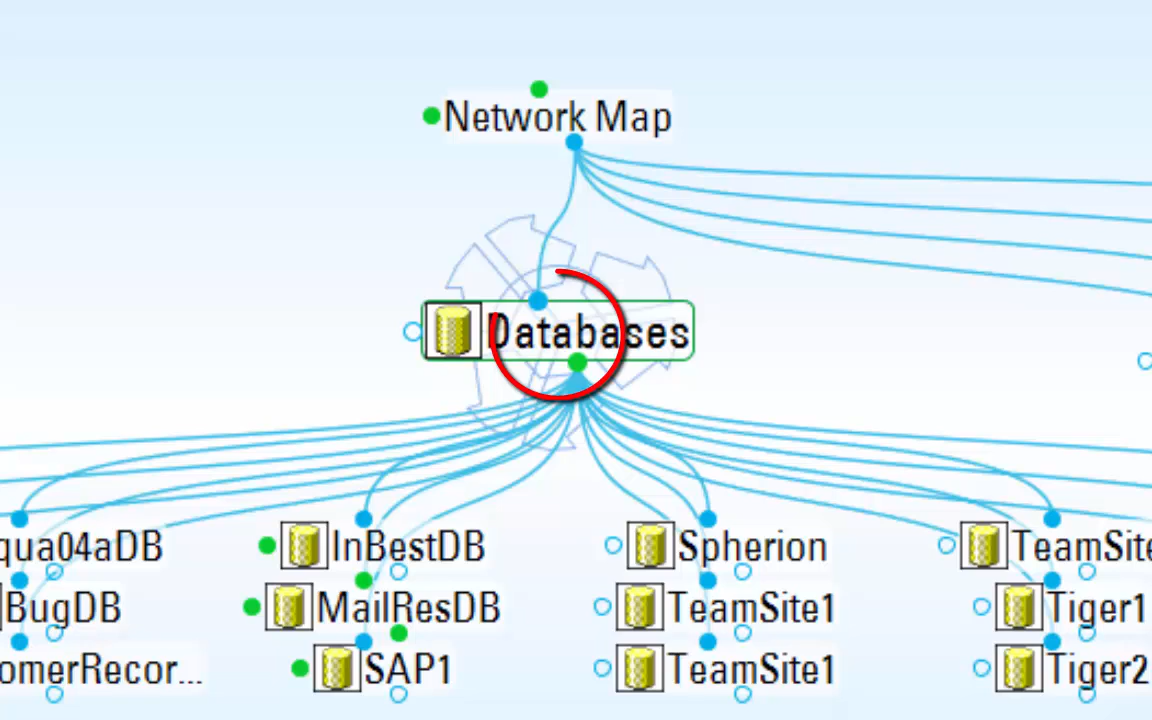 Network Map
Databases
qua04aDB InBestDB Spherion TeamSite
BugDB MailResDB TeamSite1 Tiger1
omerRecor... SAP1 TeamSite1 Tiger2